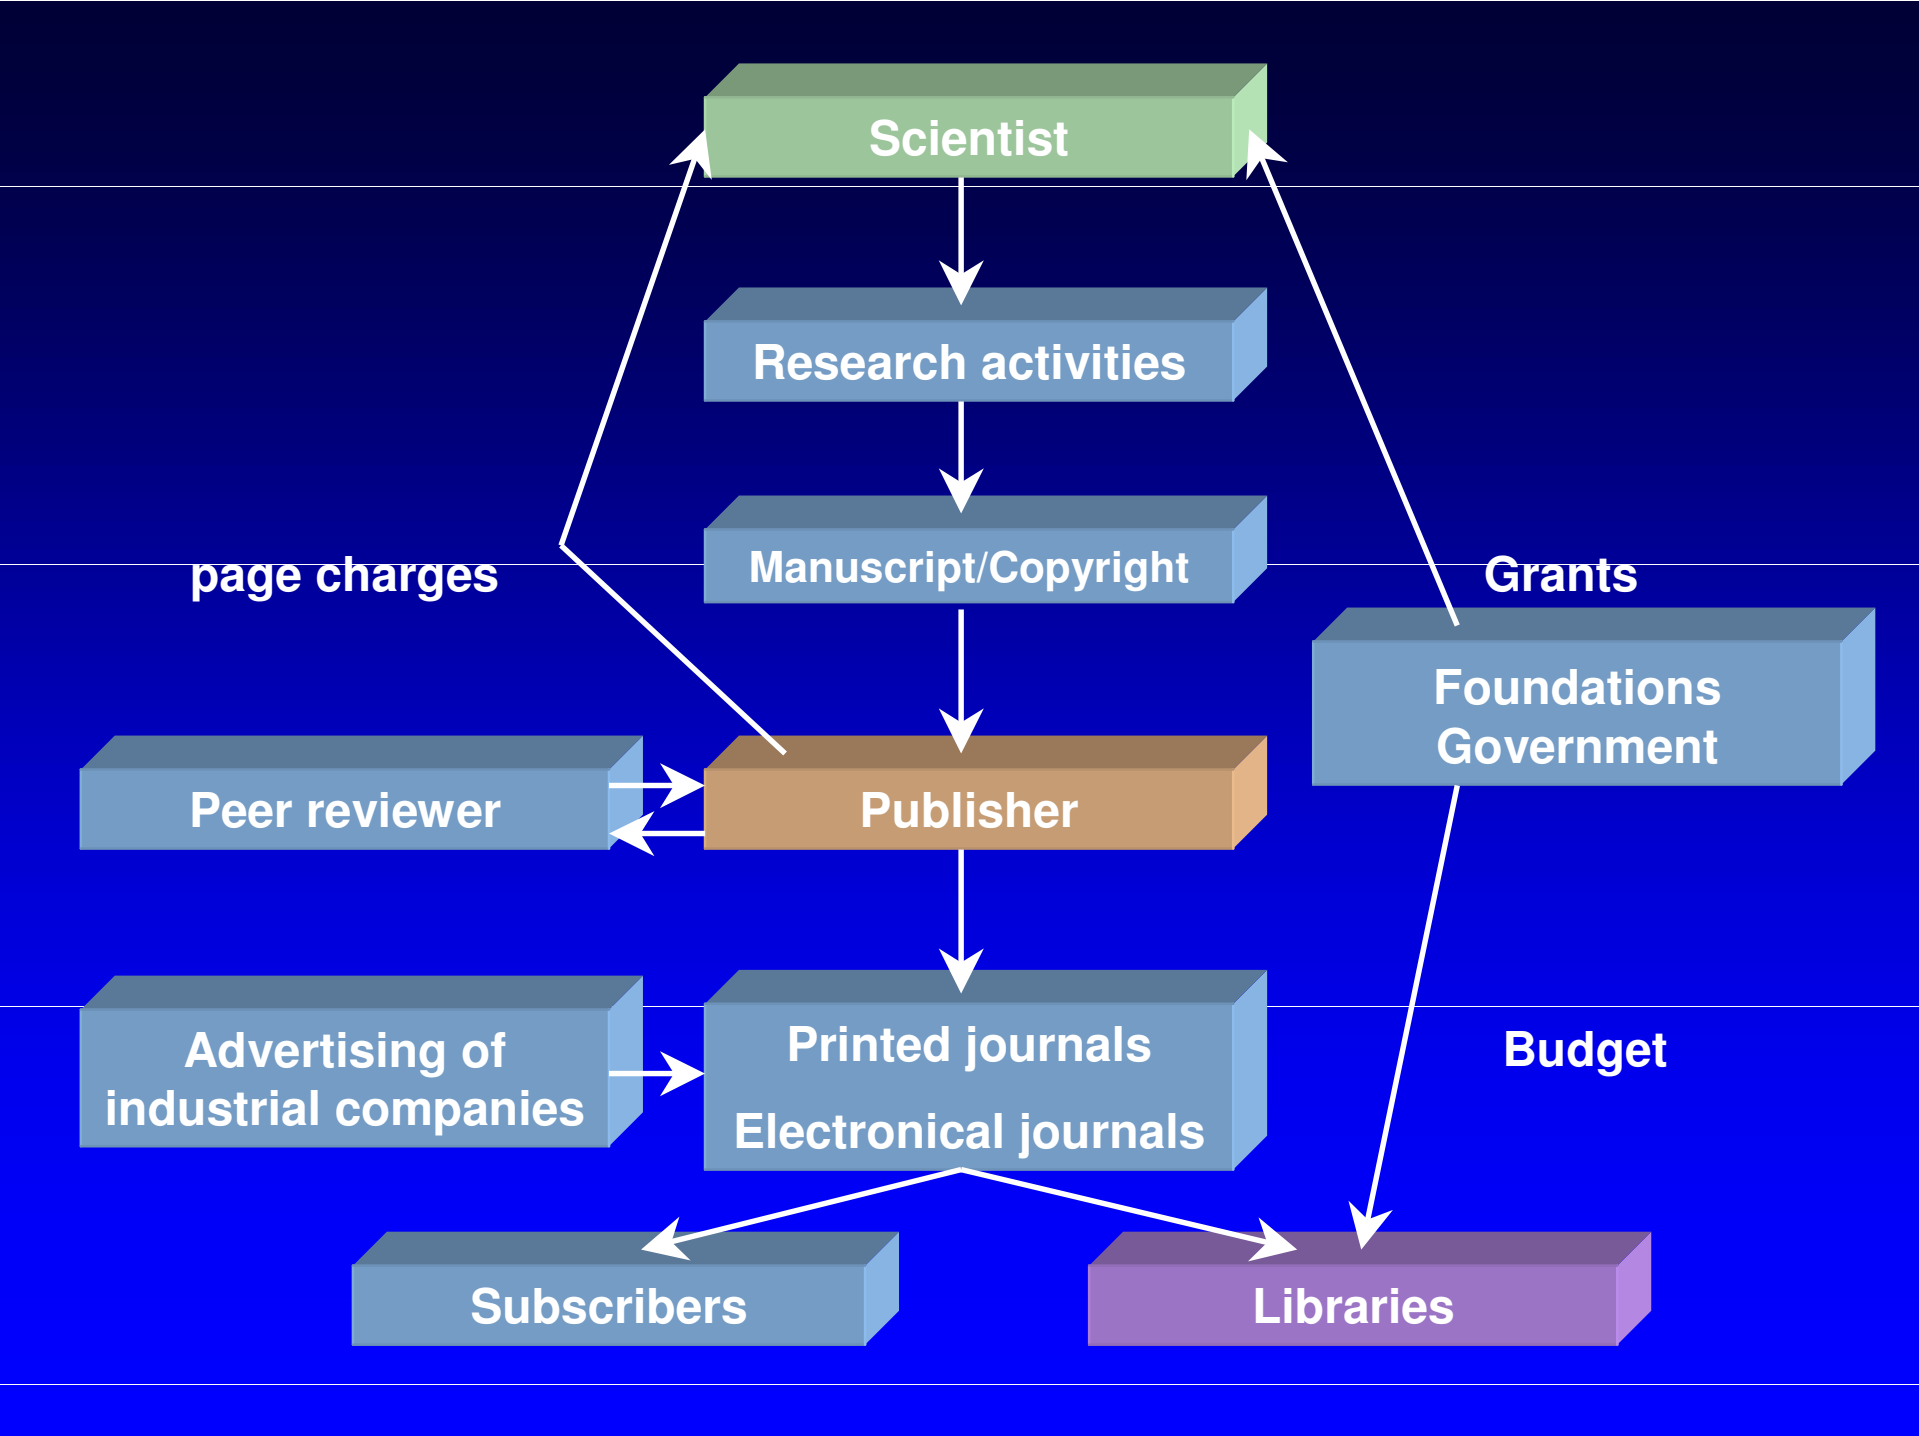 Scientist
Research activities
Manuscript/Copyright
page charges
Grants
Foundations
Government
Peer reviewer
Publisher
Advertising of
industrial companies
Printed journals
Electronical journals
Budget
Subscribers
Libraries